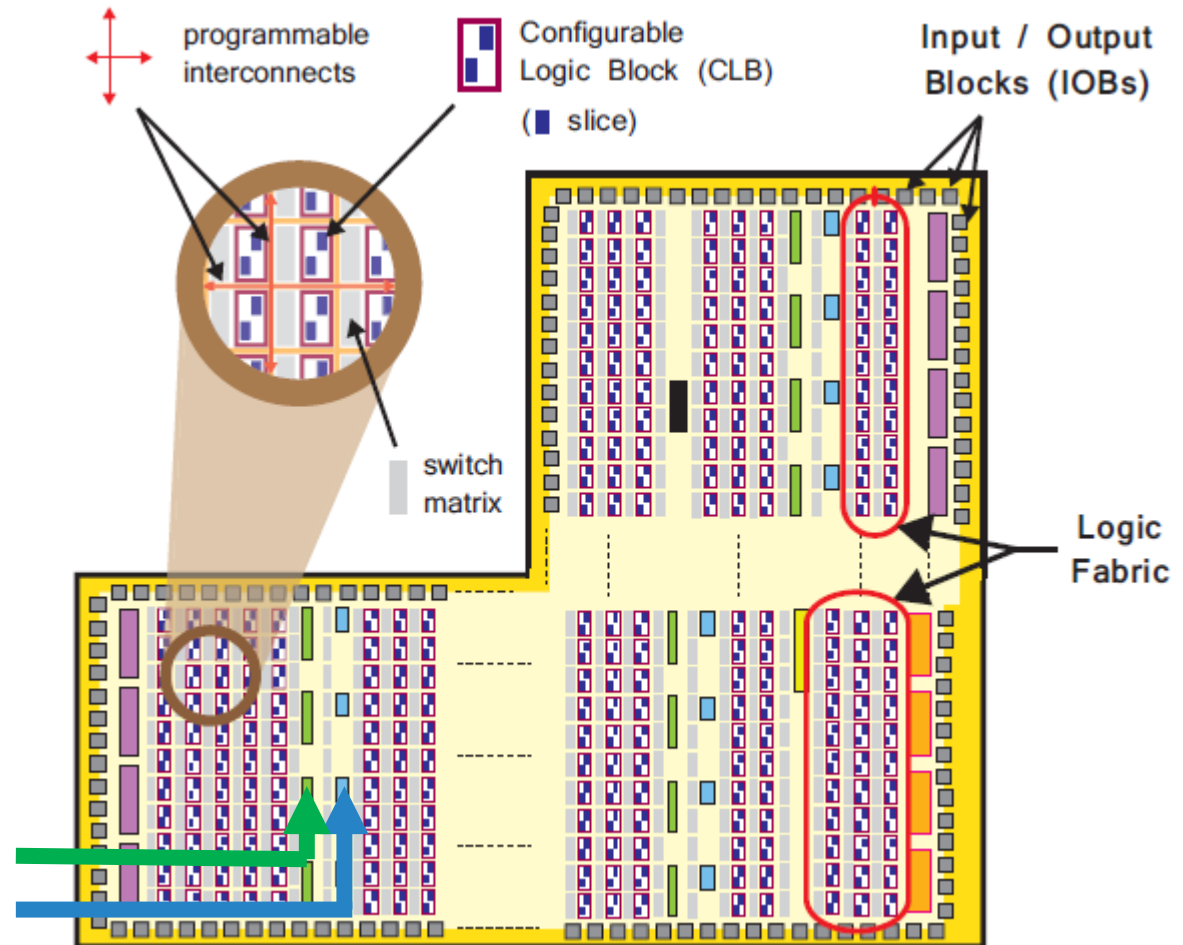 programmable
interconnects
Configurable
Logic Block (CLB)
(▮ slice)
Input / Output
Blocks (IOBs)
switch
matrix
Logic
Fabric